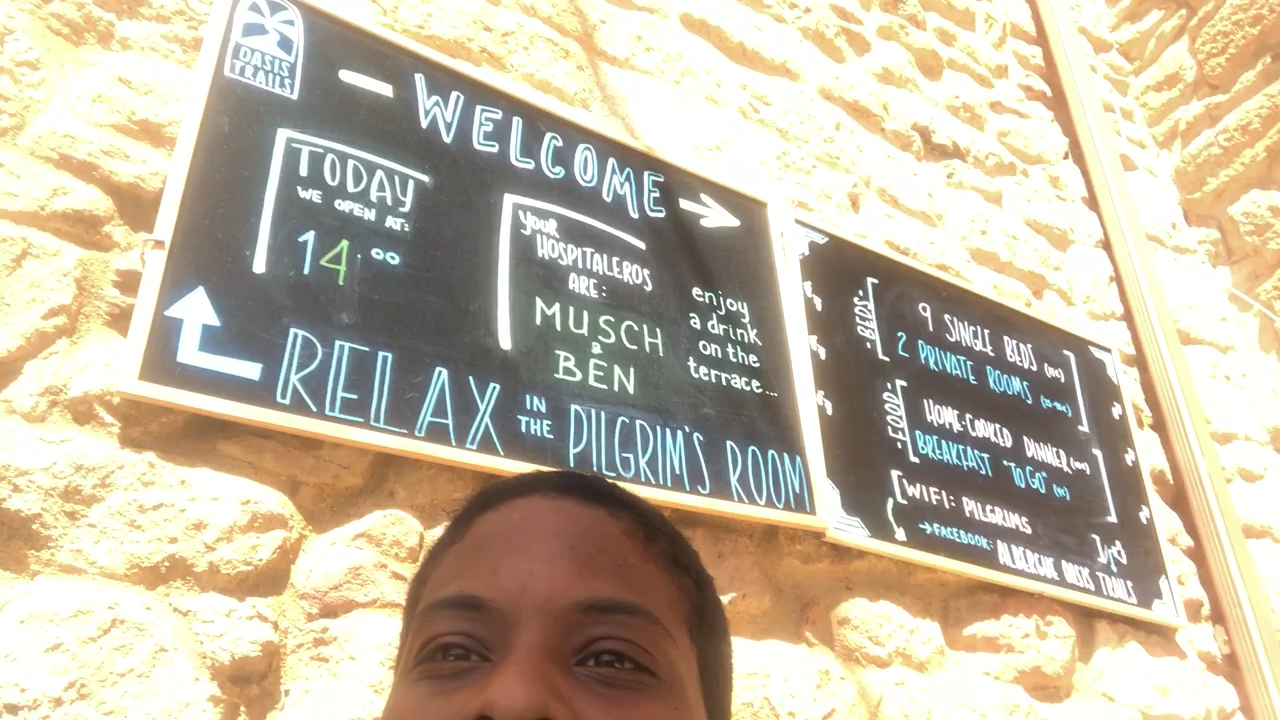 OASIS
TRAILS
WELCOME
TODAY
WE OPEN AT:
14.00
YOUR
HOSPITALEROS
ARE:
MUSCH
&
BEN
enjoy
a drink
on the
terrace...
RELAX IN THE PILGRIM'S ROOM
-BEDS-
9 SINGLE BEDS
2 PRIVATE ROOMS
-FOOD-
HOME-COOKED DINNER
BREAKFAST "TO GO"
WIFI: PILGRIMS
→FACEBOOK: ALBERGUE OASIS TRAILS